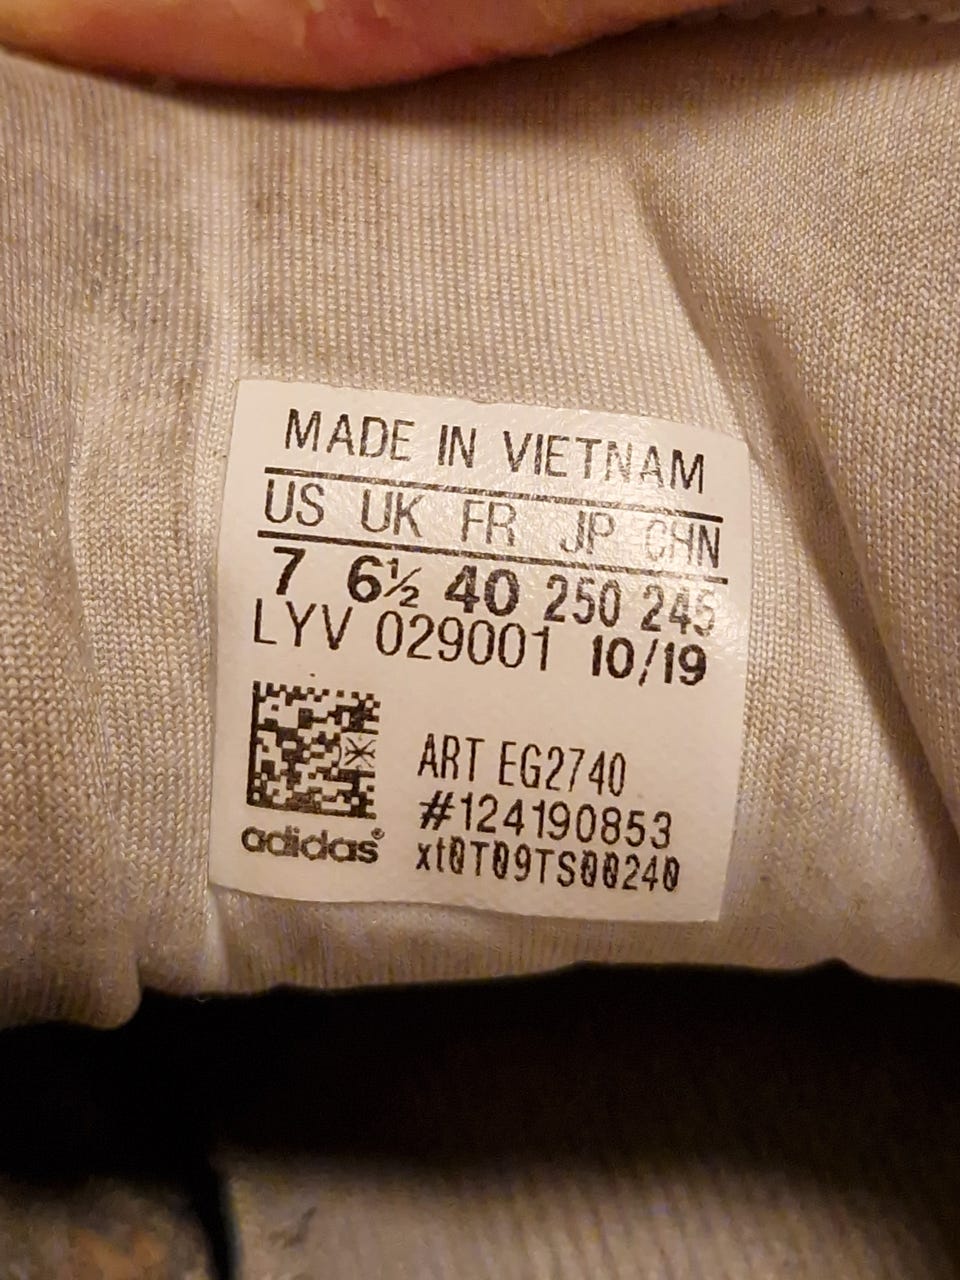 MADE IN VIETNAM
US UK FR JP CHN
7 6½ 40 250 245
LYV 029001 10/19
ART EG2740
#124190853
xt0T09TS00240
adidas®